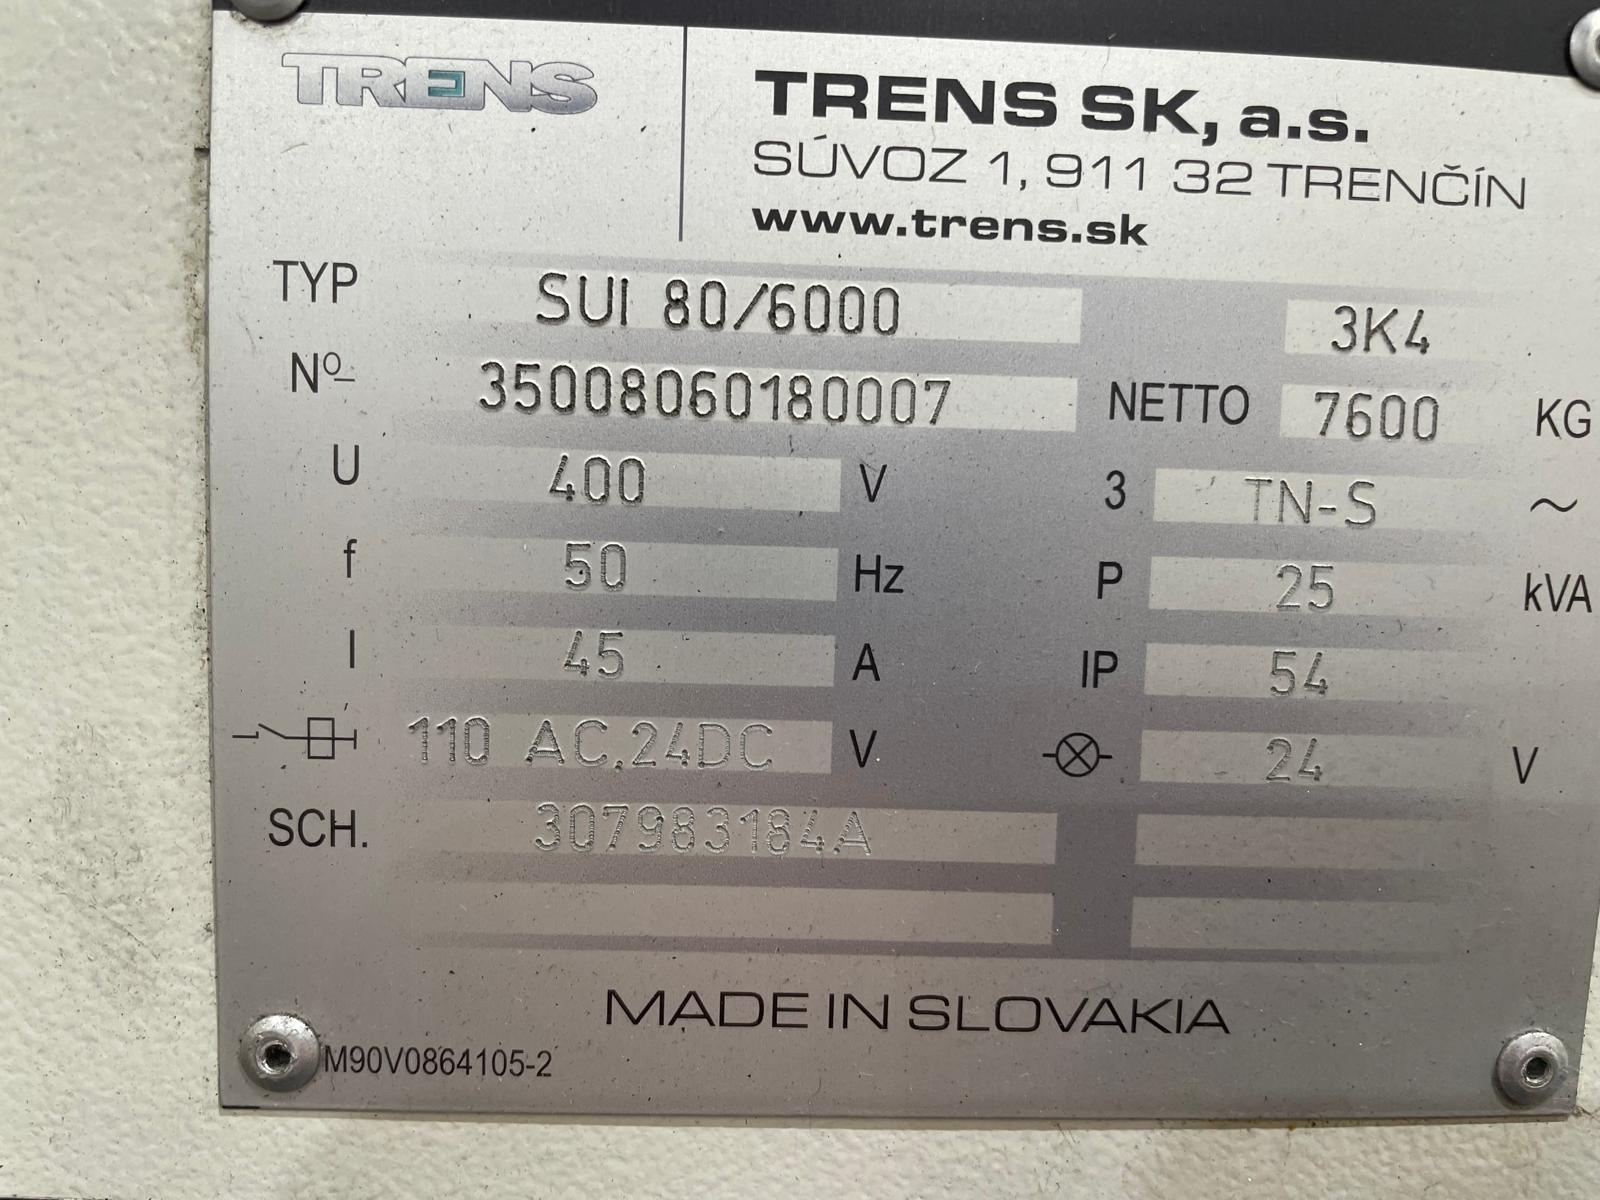 TRENS
TRENS SK, a.s.
SÚVOZ 1, 911 32 TRENČÍN
www.trens.sk
TYP SUI 80/6000 3K4
Nº 35008060180007 NETTO 7600 KG
U 400 V 3 TN-S ~
f 50 Hz P 25 kVA
I 45 A IP 54
110 AC,24DC V 24 V
SCH. 307983184A
MADE IN SLOVAKIA
M90V0864105-2